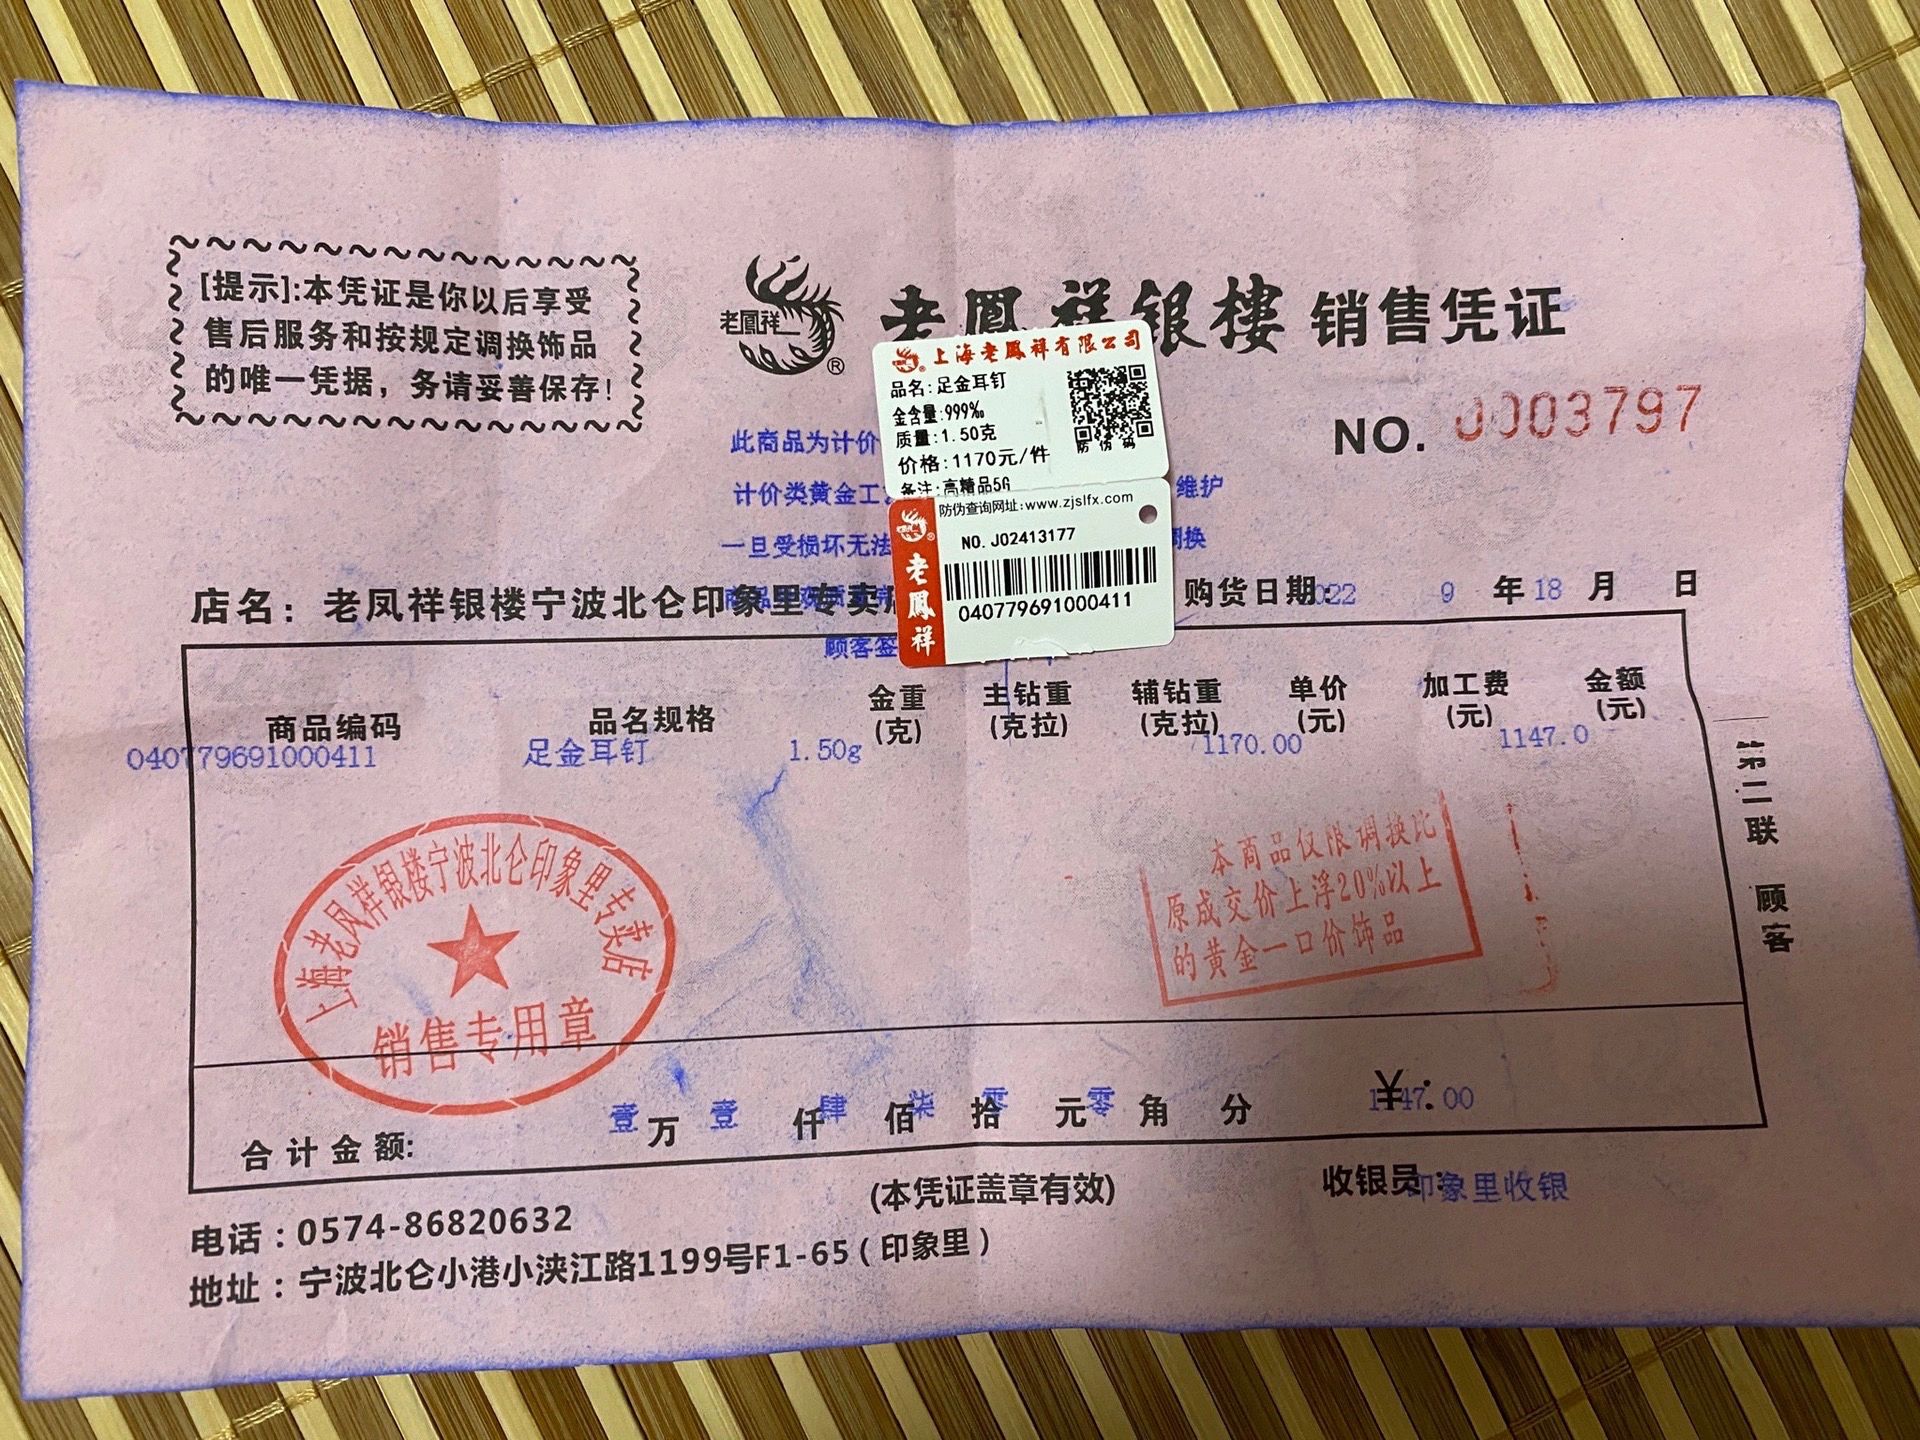 [提示]:本凭证是你以后享受
售后服务和按规定调换饰品
的唯一凭据，务请妥善保存!
老鳳祥
®
老鳳祥银楼 销售凭证
NO. 0003797
上海老鳳祥有限公司
品名:足金耳钉
金含量:999‰
质量:1.50克
价格:1170元/件
备注:高精品5G
防伪码
防伪查询网址:www.zjslfx.com
NO.J02413177
040779691000411
老鳳祥
此商品为计价
计价类黄金工 维护
一旦受损坏无法 调换
顾客签
店名：老凤祥银楼宁波北仑印象里专卖
购货日期: 2022 9 年 18 月 日
商品编码 品名规格 金重(克) 主钻重(克拉) 辅钻重(克拉) 单价(元) 加工费(元) 金额(元)
040779691000411 足金耳钉 1.50g 1170.00 1147.0
上海老凤祥银楼宁波北仑印象里专卖店
销售专用章
本商品仅限调换比
原成交价上浮20%以上
的黄金一口价饰品
第二联 顾客
合计金额: 壹 万 壹 仟 肆 佰 柒 拾 零 元 零 角 分 ¥: 1147.00
(本凭证盖章有效)
收银员: 印象里收银
电话：0574-86820632
地址：宁波北仑小港小浃江路1199号F1-65（印象里）